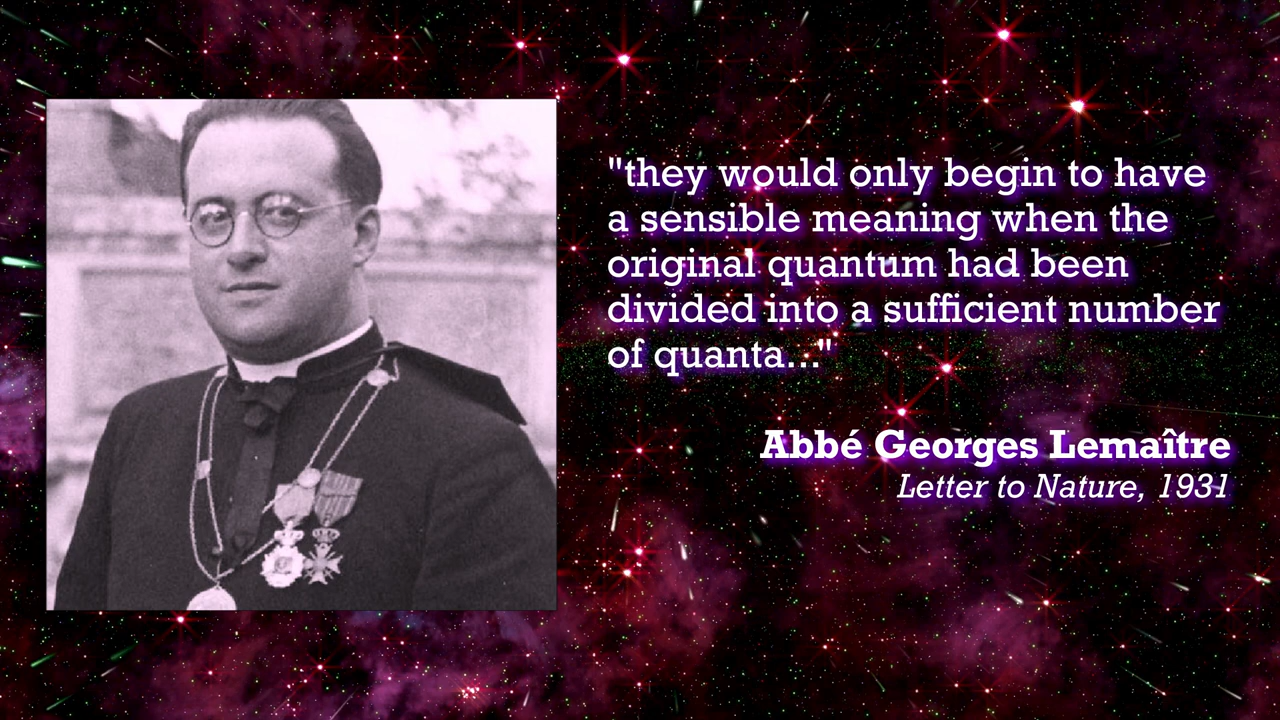 "they would only begin to have
a sensible meaning when the
original quantum had been
divided into a sufficient number
of quanta..."
Abbé Georges Lemaître
Letter to Nature, 1931